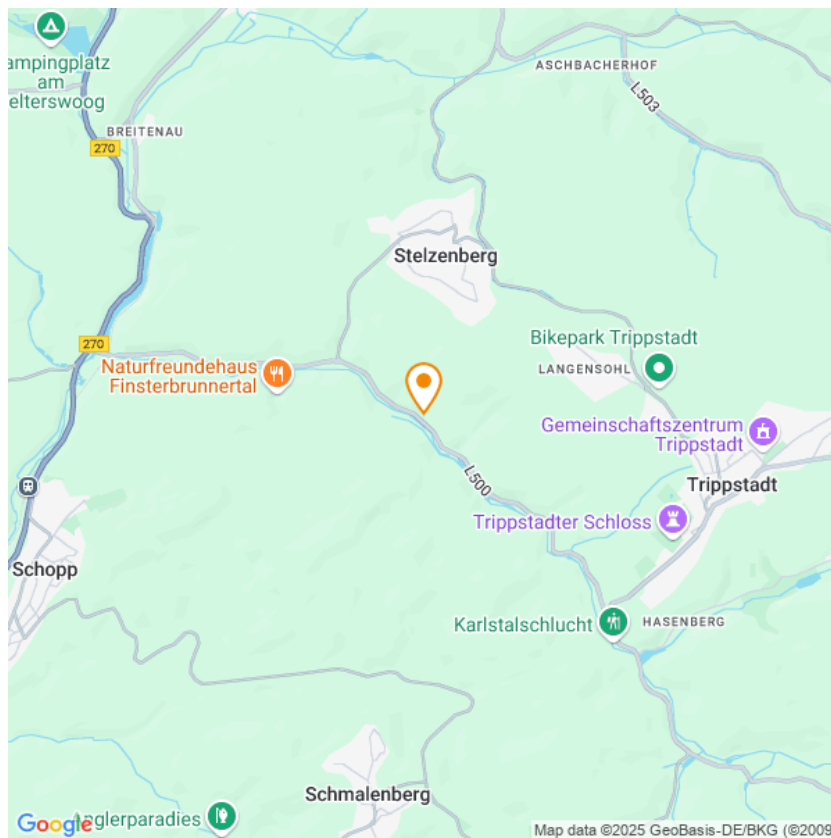 ampingplatz
am
elterswoog
ASCHBACHERHOF
L503
BREITENAU
270
Stelzenberg
270
Naturfreundehaus
Finsterbrunnertal
Bikepark Trippstadt
LANGENSOHL
Gemeinschaftszentrum
Trippstadt
L500
Trippstadt
Trippstadter Schloss
Schopp
Karlstalschlucht
HASENBERG
Schmalenberg
Google
nglerparadies
Map data ©2025 GeoBasis-DE/BKG (©2009